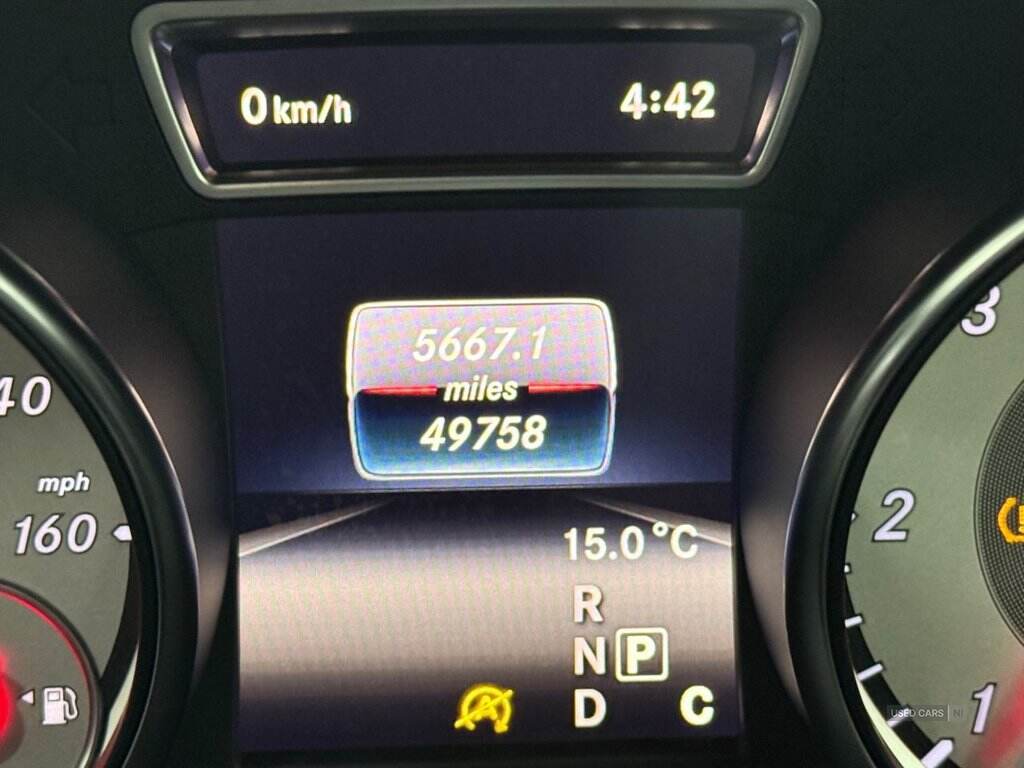 0 km/h 4:42
5667.1
miles
49758
40
mph
160
3
2
1
15.0°C
R
N P
D C
USED CARS NI